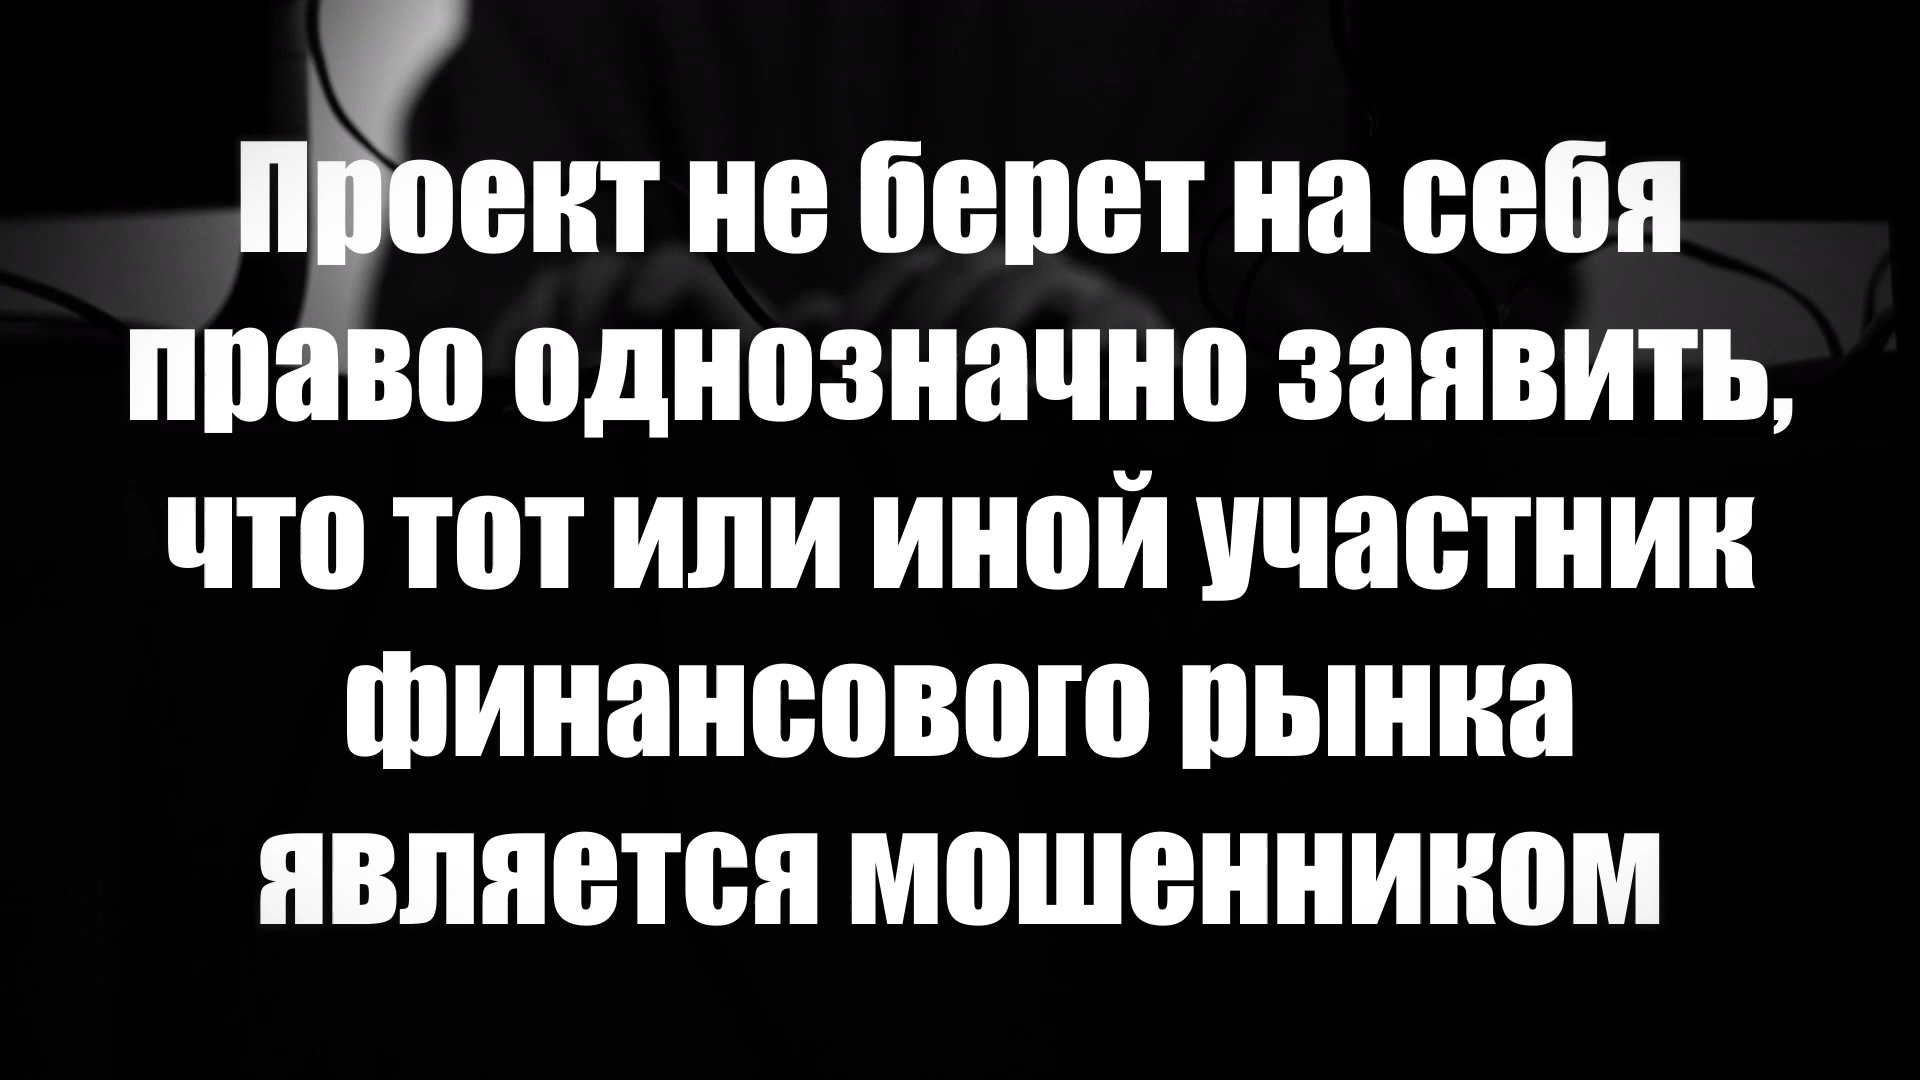 Проект не берет на себя
право однозначно заявить,
что тот или иной участник
финансового рынка
является мошенником